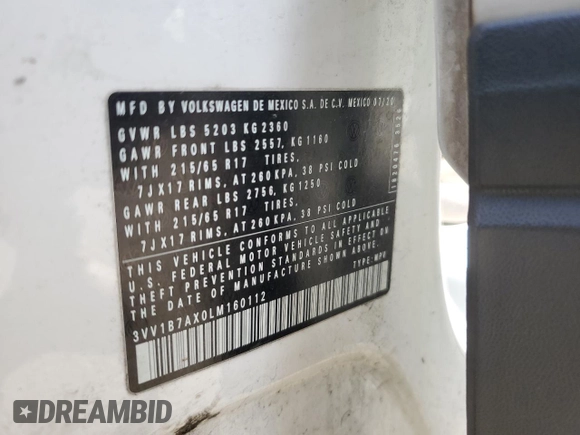 MFD BY VOLKSWAGEN DE MEXICO S.A. DE C.V. MEXICO 07/20
GVWR LBS 5203 KG 2360
GAWR FRONT LBS 2557, KG 1160
WITH 215/65 R17 TIRES,
7JX17 RIMS, AT 260 KPA, 38 PSI COLD
GAWR REAR LBS 2756, KG 1250
WITH 215/65 R17 TIRES,
7JX17 RIMS, AT 260 KPA, 38 PSI COLD
THIS VEHICLE CONFORMS TO ALL APPLICABLE
U.S. FEDERAL MOTOR VEHICLE SAFETY AND
THEFT PREVENTION STANDARDS IN EFFECT ON
THE DATE OF MANUFACTURE SHOWN ABOVE.
3VV1B7AX0LM160112
TYPE: MPV
DREAMBID